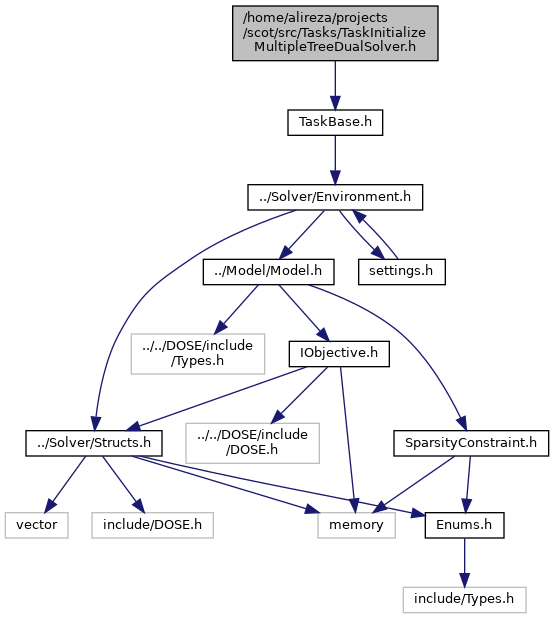 /home/alireza/projects
/scot/src/Tasks/TaskInitialize
MultipleTreeDualSolver.h
TaskBase.h
../Solver/Environment.h
../Model/Model.h
settings.h
../../DOSE/include
/Types.h
IObjective.h
../Solver/Structs.h
../../DOSE/include
/DOSE.h
SparsityConstraint.h
vector
include/DOSE.h
memory
Enums.h
include/Types.h